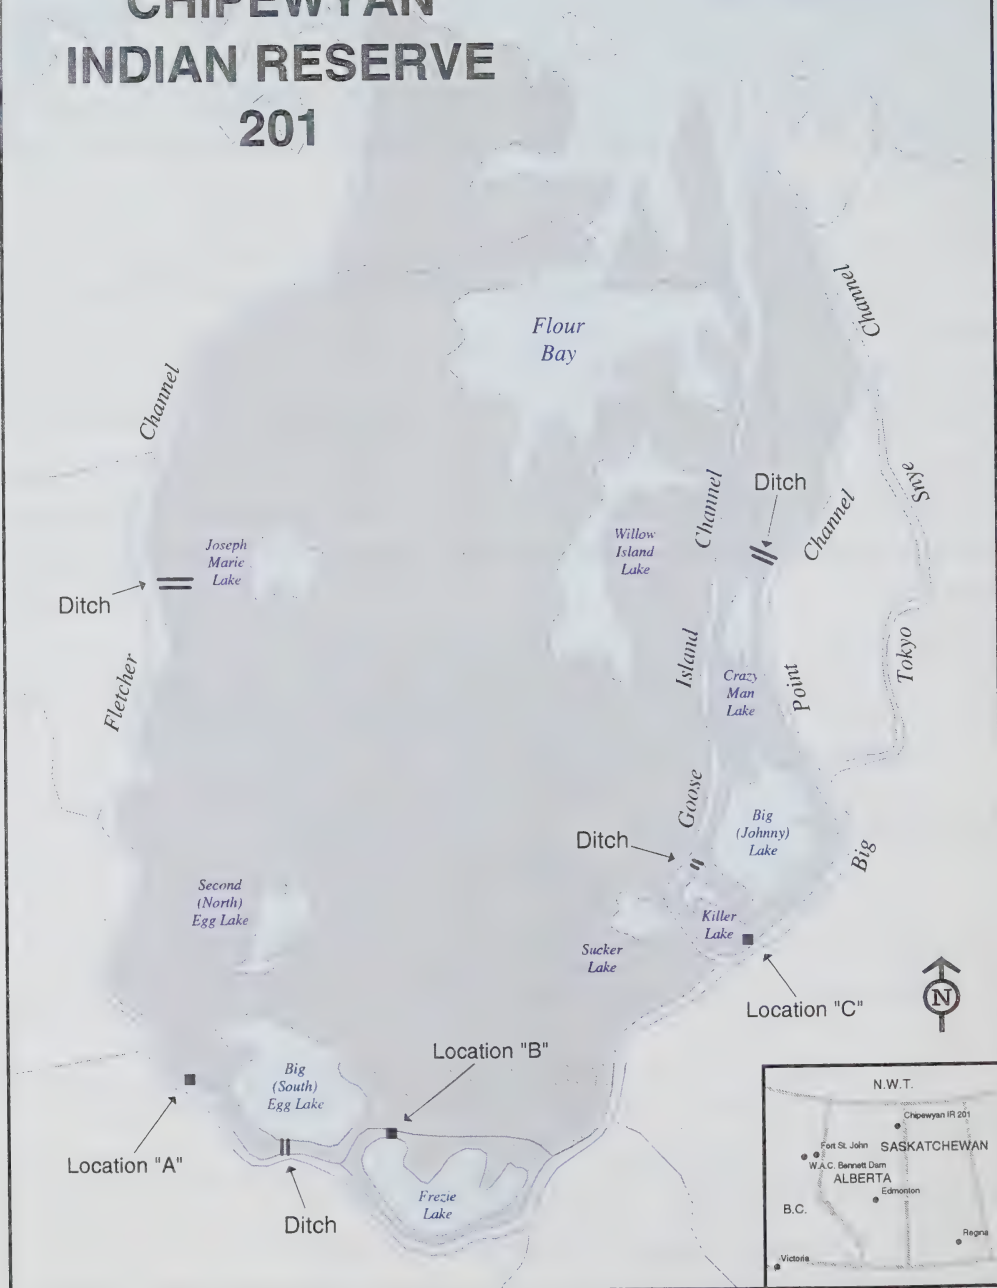 CHIPEWYAN
INDIAN RESERVE
201
Channel
Flour
Bay
Channel
Snye
Channel
Ditch
Channel
Willow
Island
Lake
Joseph
Marie
Lake
Ditch
Fletcher
Island
Crazy
Man
Lake
Point
Tokyo
Goose
Big
(Johnny)
Lake
Ditch
Big
Second
(North)
Egg Lake
Killer
Lake
Sucker
Lake
Location "C"
N
Location "B"
Big
(South)
Egg Lake
Location "A"
Ditch
Frezie
Lake
N.W.T.
Chipewyan IR 201
Fort St. John
SASKATCHEWAN
W.A.C. Bennett Dam
ALBERTA
Edmonton
B.C.
Regina
Victoria